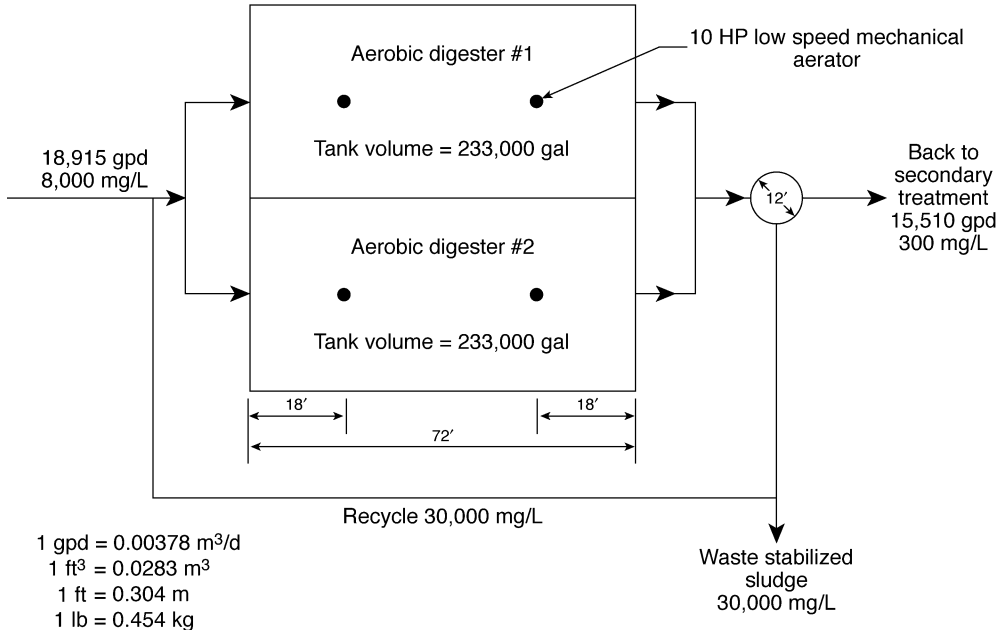 Aerobic digester #1
10 HP low speed mechanical
aerator
Tank volume = 233,000 gal
18,915 gpd
8,000 mg/L
Back to
secondary
treatment
15,510 gpd
300 mg/L
12′
Aerobic digester #2
Tank volume = 233,000 gal
18′
18′
72′
Recycle 30,000 mg/L
1 gpd = 0.00378 m³/d
1 ft³ = 0.0283 m³
1 ft = 0.304 m
1 lb = 0.454 kg
Waste stabilized
sludge
30,000 mg/L